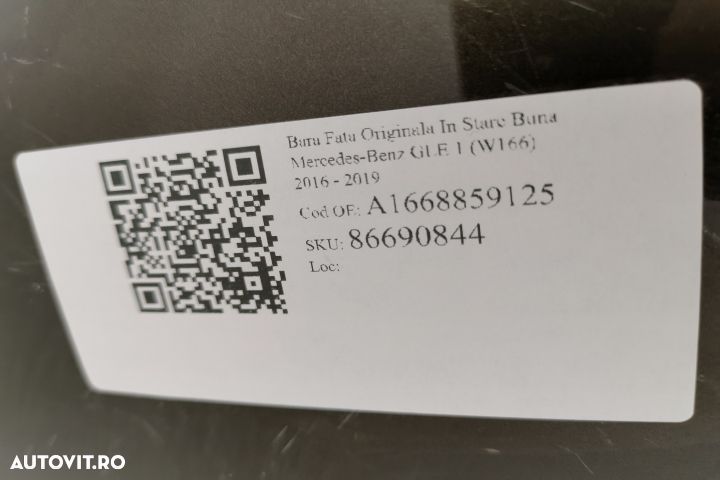 Bara Fata Originala In Stare Buna
Mercedes-Benz GLE 1 (W166)
2016 - 2019
Cod OE: A1668859125
SKU: 86690844
Loc:
AUTOVIT.RO